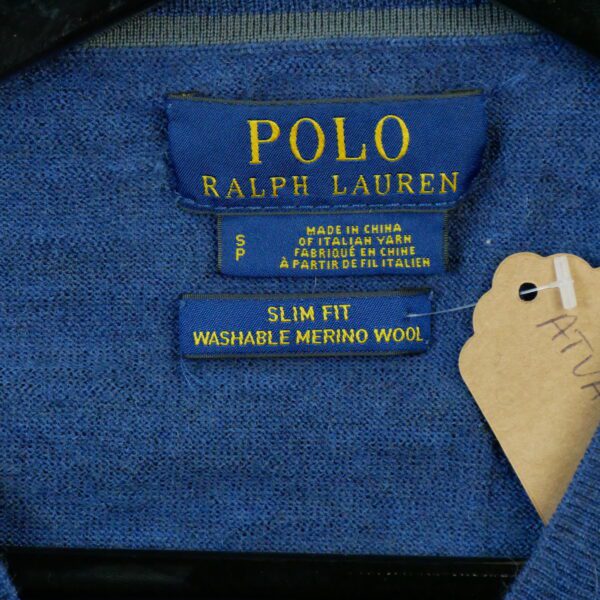 POLO
RALPH LAUREN
S
P
MADE IN CHINA
OF ITALIAN YARN
FABRIQUÉ EN CHINE
À PARTIR DE FIL ITALIEN
SLIM FIT
WASHABLE MERINO WOOL
ATVA